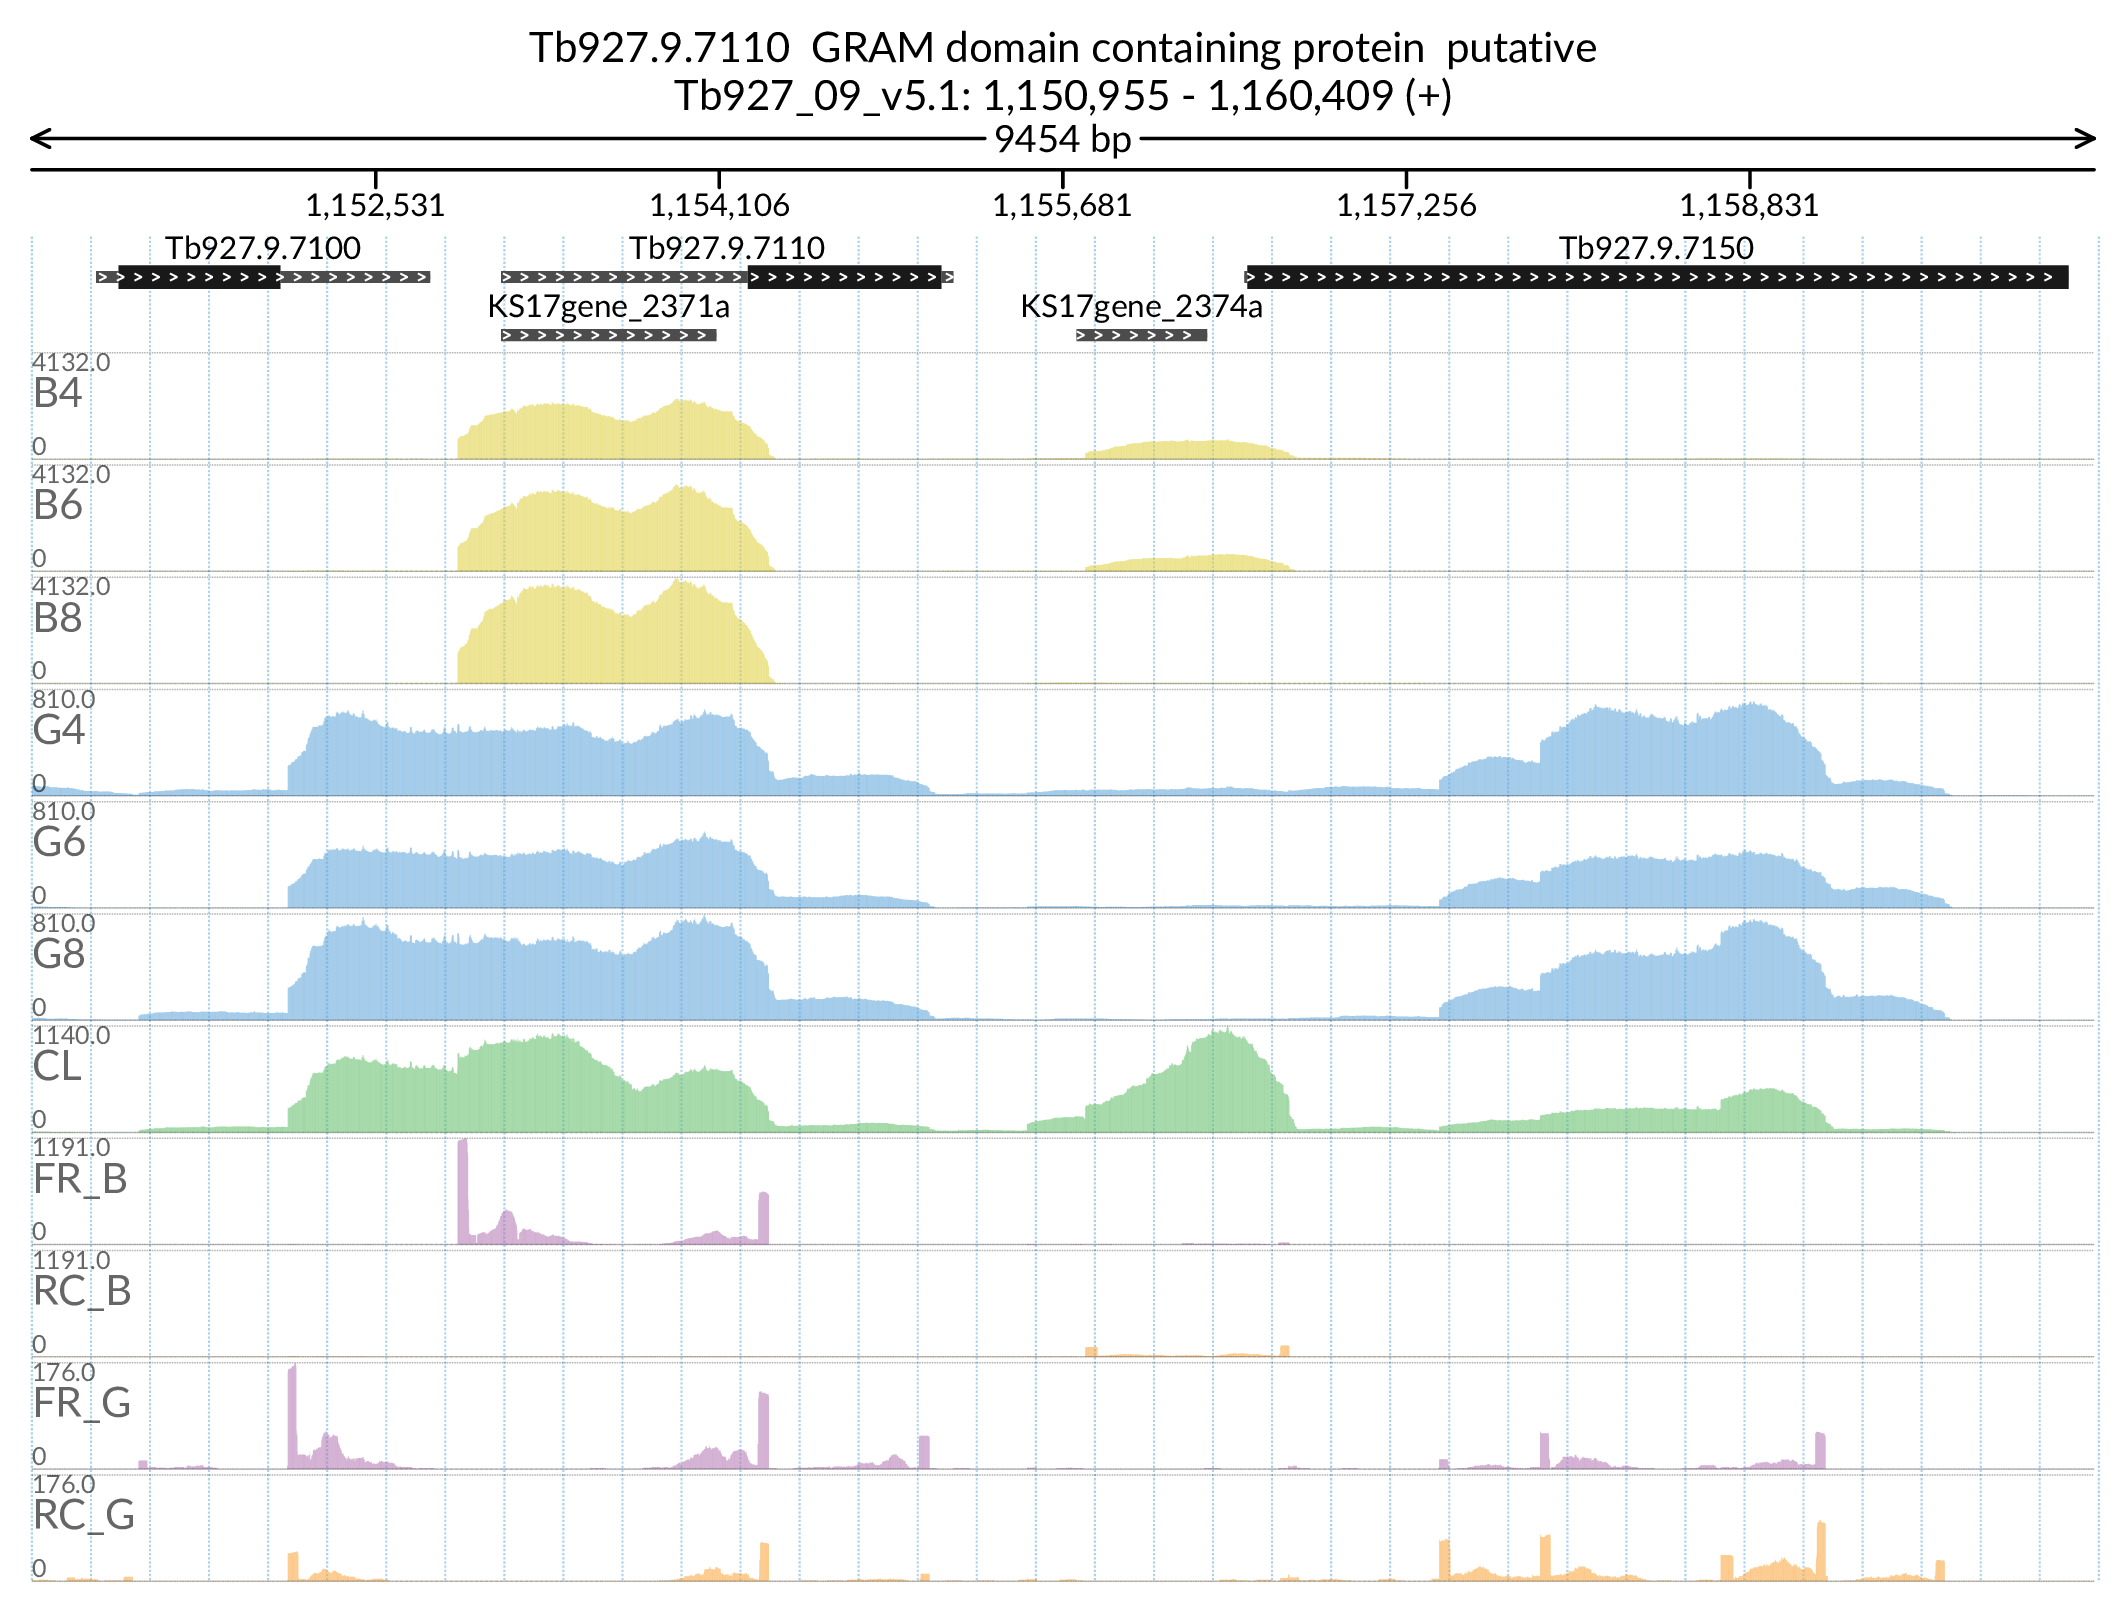 Tb927.9.7110  GRAM domain containing protein  putative
Tb927_09_v5.1: 1,150,955 - 1,160,409 (+)
9454 bp
1,152,531 1,154,106 1,155,681 1,157,256 1,158,831
Tb927.9.7100 Tb927.9.7110 Tb927.9.7150
KS17gene_2371a KS17gene_2374a
4132.0
B4
0
4132.0
B6
0
4132.0
B8
0
810.0
G4
0
810.0
G6
0
810.0
G8
0
1140.0
CL
0
1191.0
FR_B
0
1191.0
RC_B
0
176.0
FR_G
0
176.0
RC_G
0